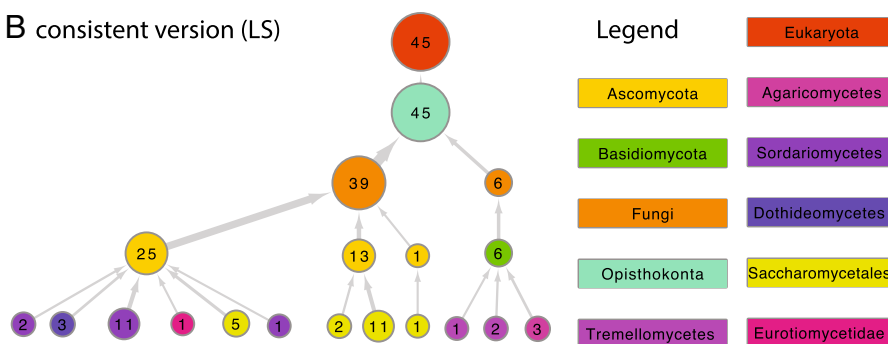 B consistent version (LS)
45
Legend
Eukaryota
Ascomycota
Agaricomycetes
45
Basidiomycota
Sordariomycetes
39
6
Fungi
Dothideomycetes
25
13
1
6
Opisthokonta
Saccharomycetales
2
3
11
1
5
1
2
11
1
1
2
3
Tremellomycetes
Eurotiomycetidae